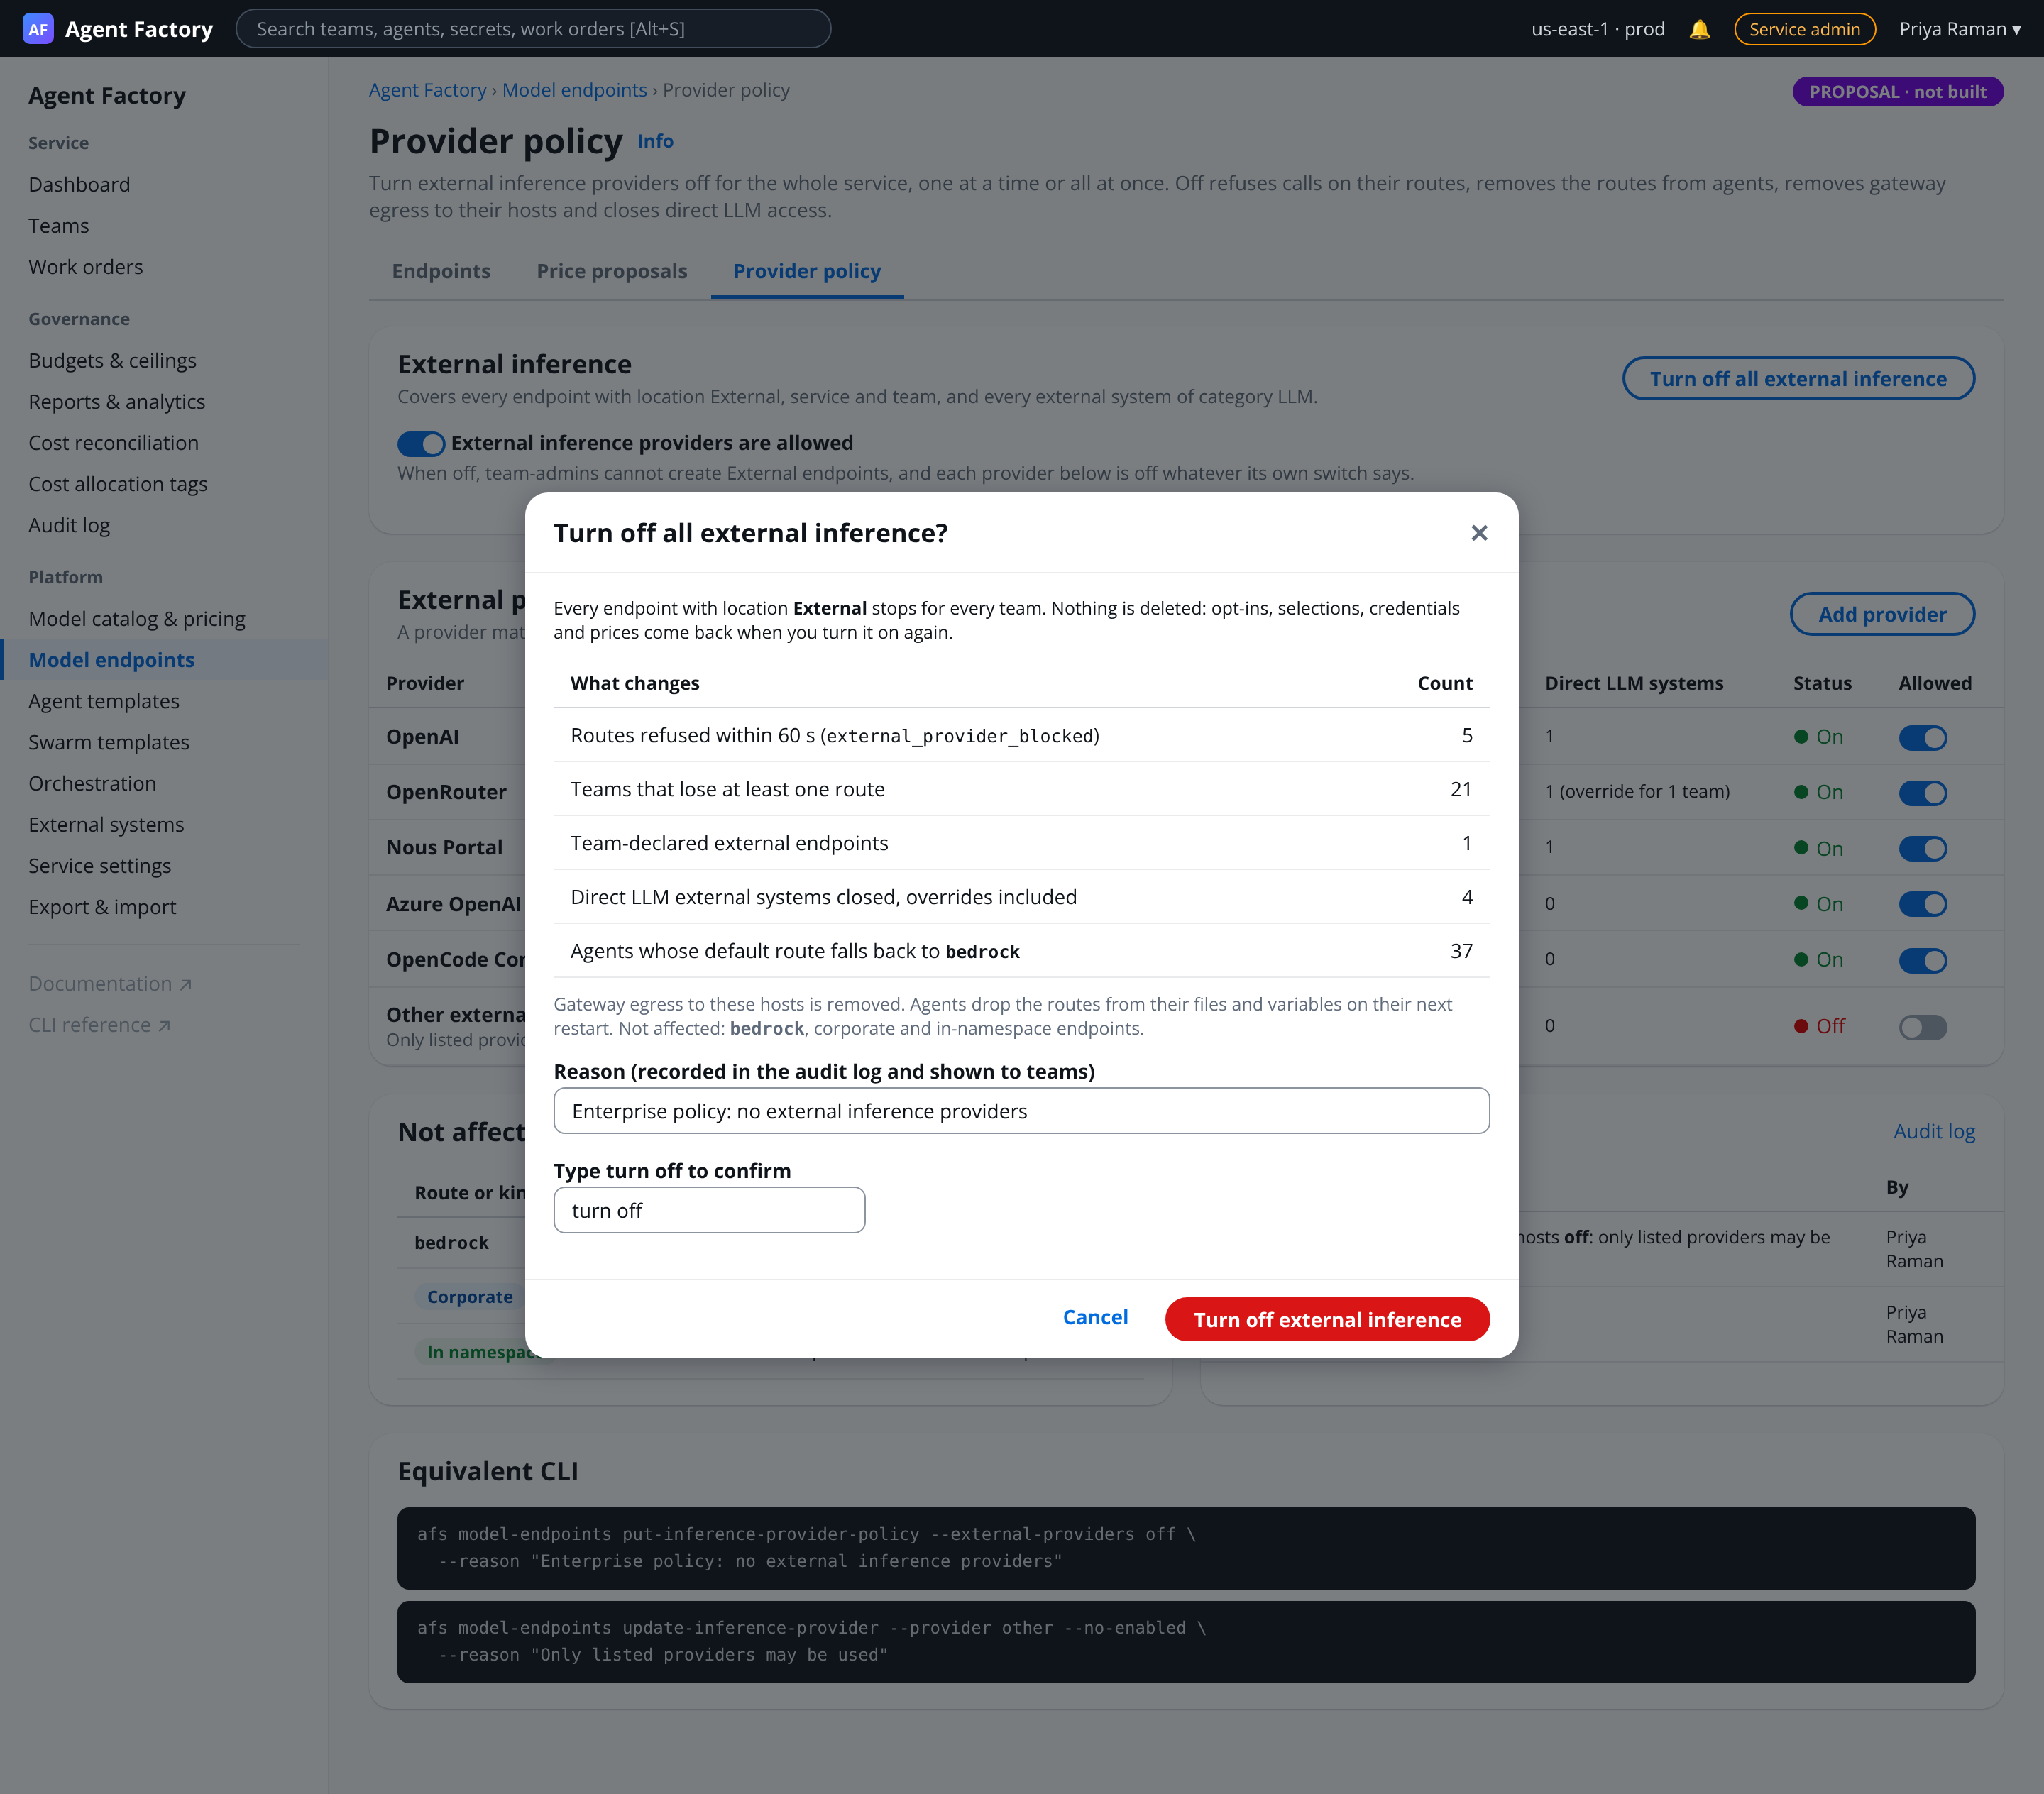 AF Agent Factory
Search teams, agents, secrets, work orders [Alt+S]
us-east-1 · prod
Service admin
Priya Raman ▾
Agent Factory
Service
Dashboard
Teams
Work orders
Governance
Budgets & ceilings
Reports & analytics
Cost reconciliation
Cost allocation tags
Audit log
Platform
Model catalog & pricing
Model endpoints
Agent templates
Swarm templates
Orchestration
External systems
Service settings
Export & import
Documentation ↗
CLI reference ↗
Agent Factory › Model endpoints › Provider policy
PROPOSAL · not built
Provider policy Info
Turn external inference providers off for the whole service, one at a time or all at once. Off refuses calls on their routes, removes the routes from agents, removes gateway
egress to their hosts and closes direct LLM access.
Endpoints Price proposals Provider policy
External inference
Covers every endpoint with location External, service and team, and every external system of category LLM.
Turn off all external inference
External inference providers are allowed
When off, team-admins cannot create External endpoints, and each provider below is off whatever its own switch says.
External
A provider
Add provider
Provider Direct LLM systems Status Allowed
OpenAI 1 On
OpenRouter 1 (override for 1 team) On
Nous Portal 1 On
Azure OpenAI 0 On
OpenCode 0 On
Other 0 Off
Only listed
Turn off all external inference?
✕
Every endpoint with location External stops for every team. Nothing is deleted: opt-ins, selections, credentials
and prices come back when you turn it on again.
What changes Count
Routes refused within 60 s (external_provider_blocked) 5
Teams that lose at least one route 21
Team-declared external endpoints 1
Direct LLM external systems closed, overrides included 4
Agents whose default route falls back to bedrock 37
Gateway egress to these hosts is removed. Agents drop the routes from their files and variables on their next
restart. Not affected: bedrock, corporate and in-namespace endpoints.
Reason (recorded in the audit log and shown to teams)
Enterprise policy: no external inference providers
Type turn off to confirm
turn off
Cancel
Turn off external inference
Not
Route or
bedrock
Corporate
In
Audit log
By
off: only listed providers may be
Priya
Raman
Priya
Raman
Equivalent CLI
afs model-endpoints put-inference-provider-policy --external-providers off \
--reason "Enterprise policy: no external inference providers"
afs model-endpoints update-inference-provider --provider other --no-enabled \
--reason "Only listed providers may be used"